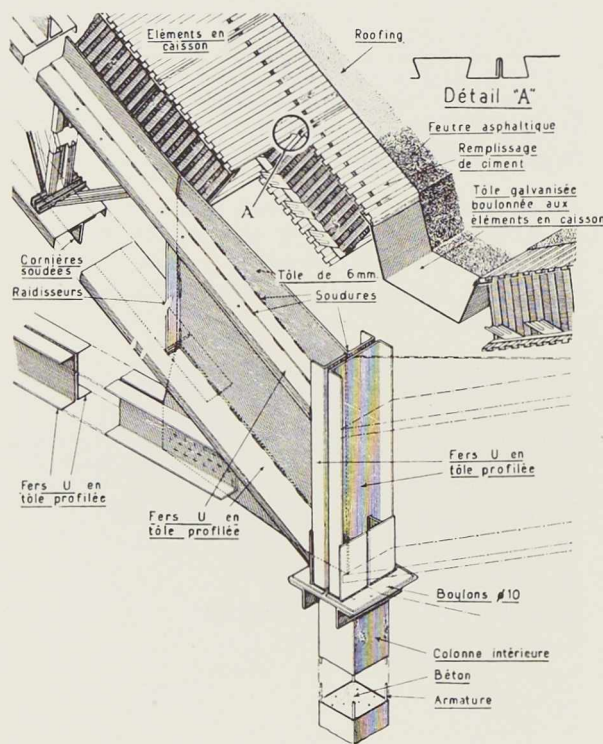 Eléments en
caisson
Roofing
Détail "A"
Feutre asphaltique
Remplissage
de ciment
Tôle galvanisée
boulonnée aux
éléments en caisson
A
Cornières
soudées
Tôle de 6mm.
Raidisseurs
Soudures
Fers U en
tôle profilée
Fers U en
tôle profilée
Fers U en
tôle profilée
Boulons ø10
Colonne intérieure
Béton
Armature